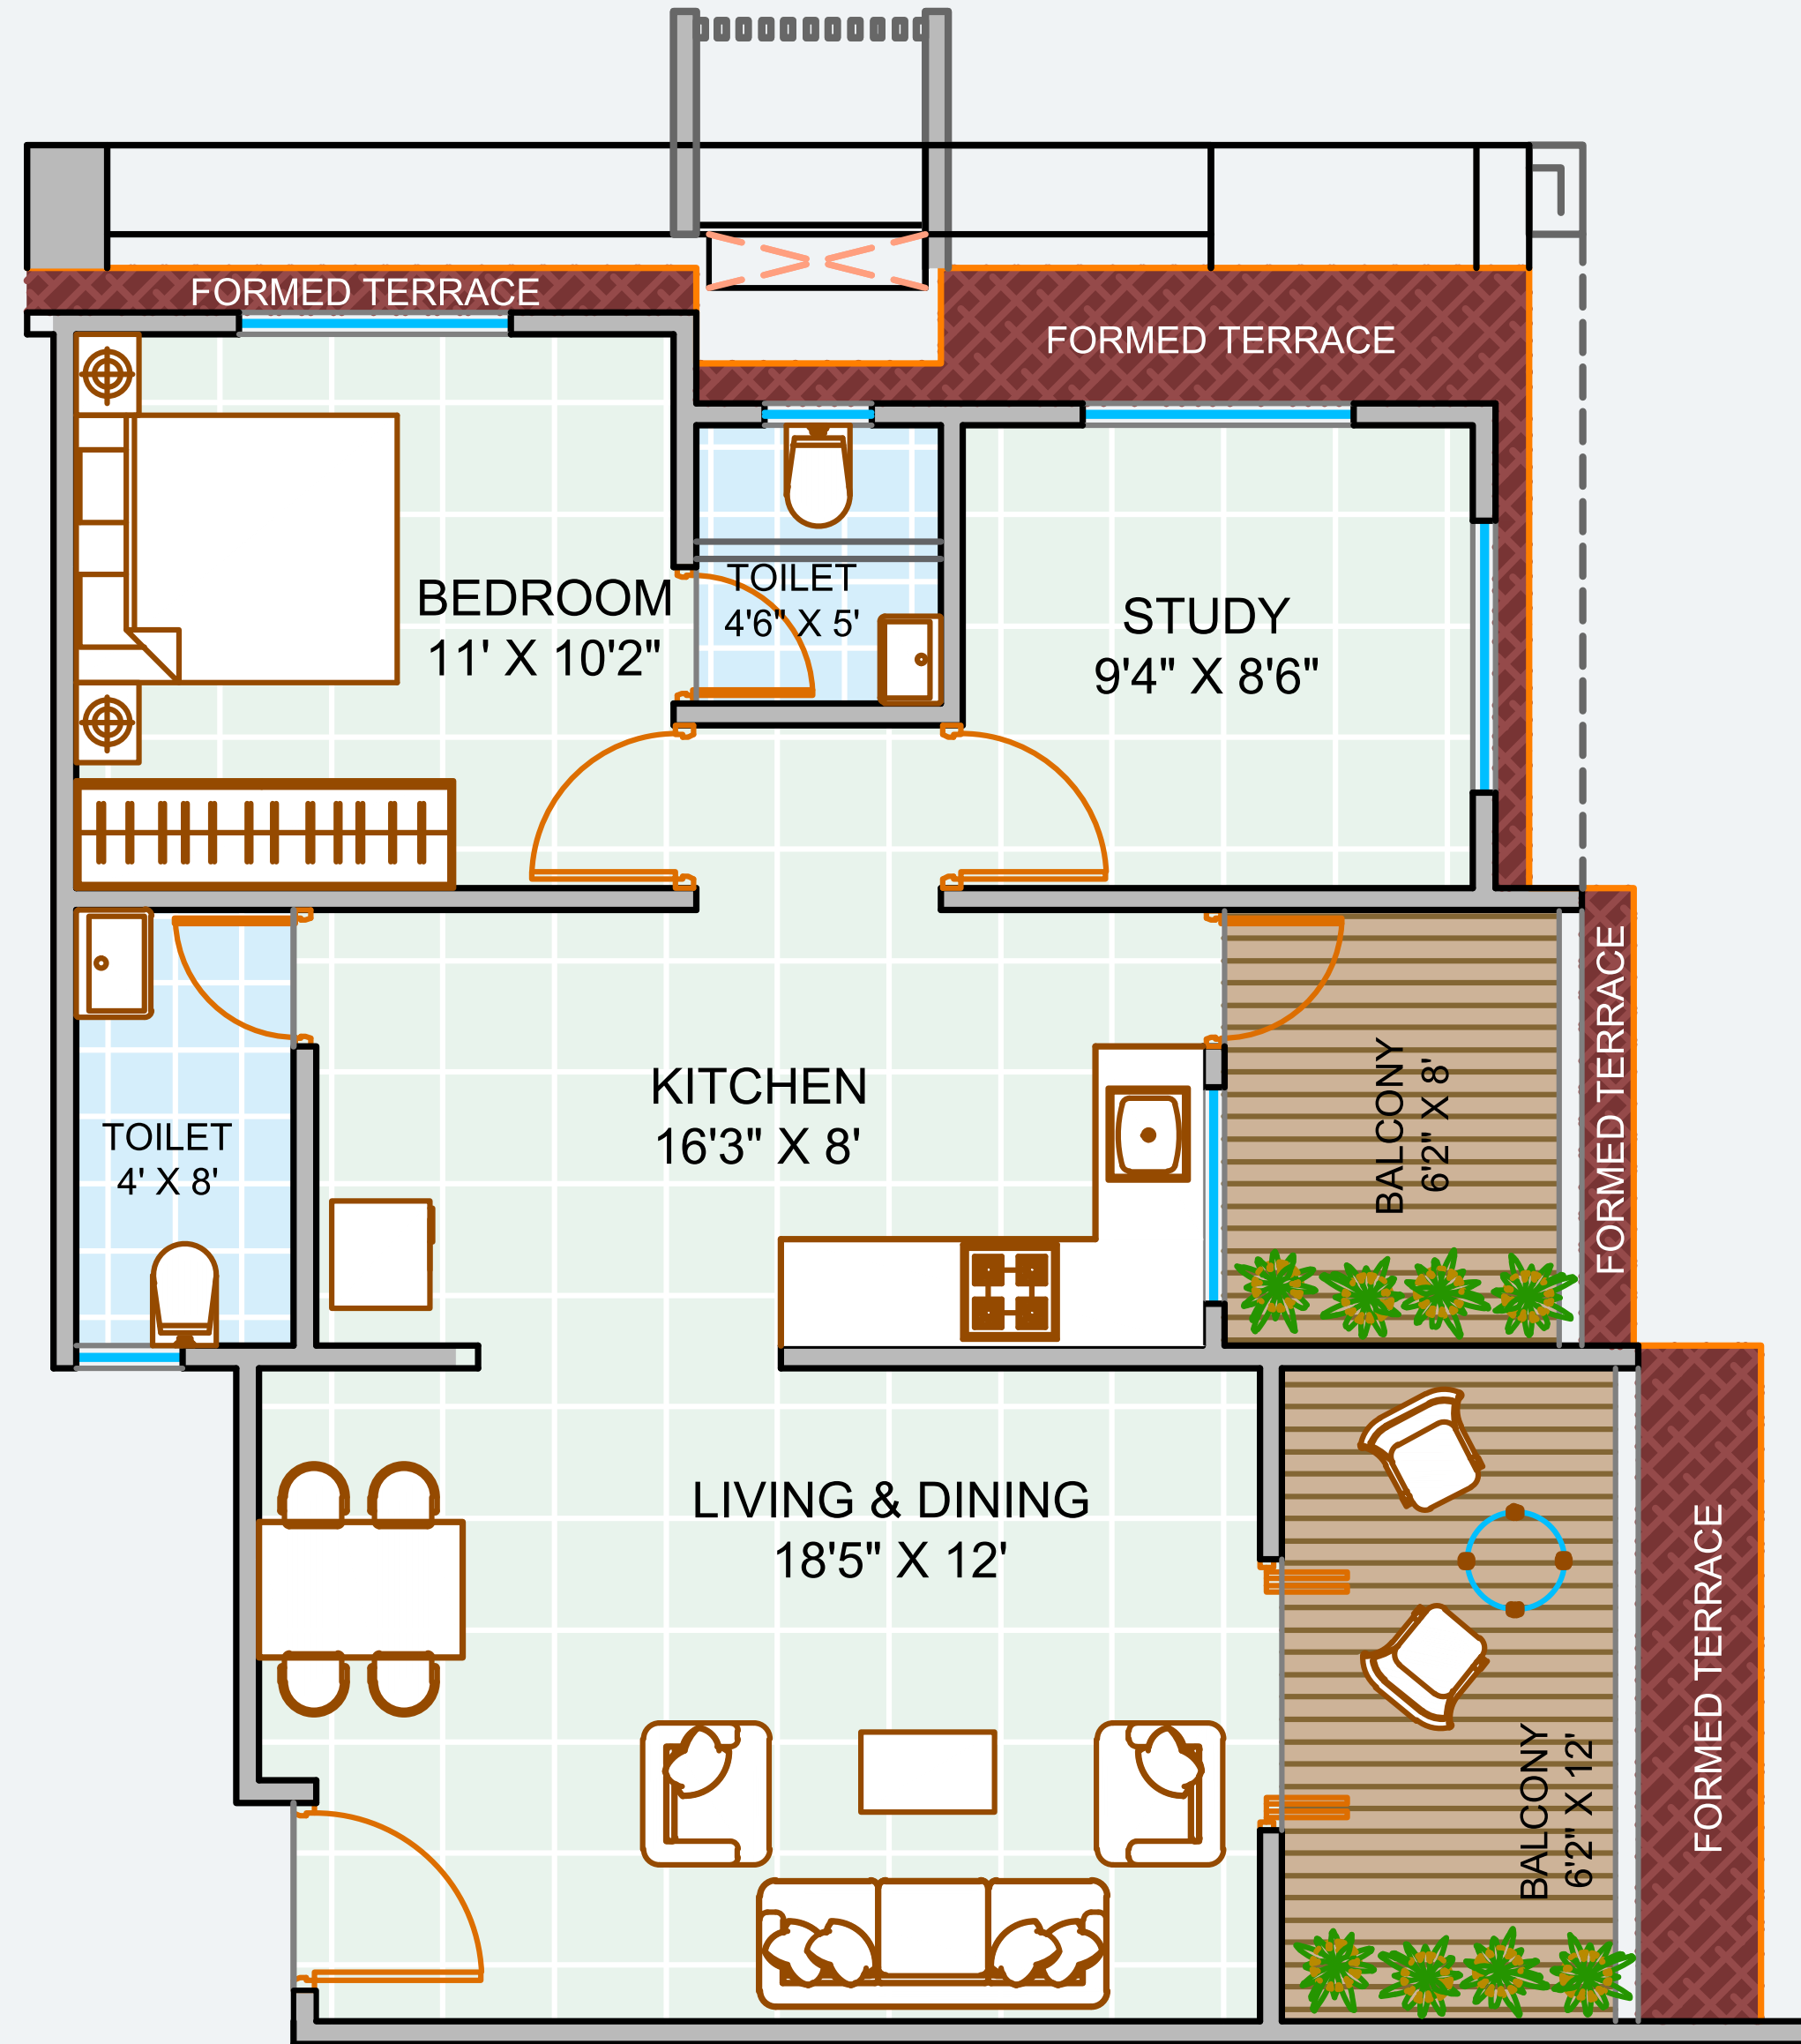 FORMED TERRACE
FORMED TERRACE
TOILET
4'6" X 5'
BEDROOM
11' X 10'2"
STUDY
9'4" X 8'6"
FORMED TERRACE
BALCONY
6'2" X 8'
KITCHEN
16'3" X 8'
TOILET
4' X 8'
LIVING & DINING
18'5" X 12'
FORMED TERRACE
BALCONY
6'2" X 12'